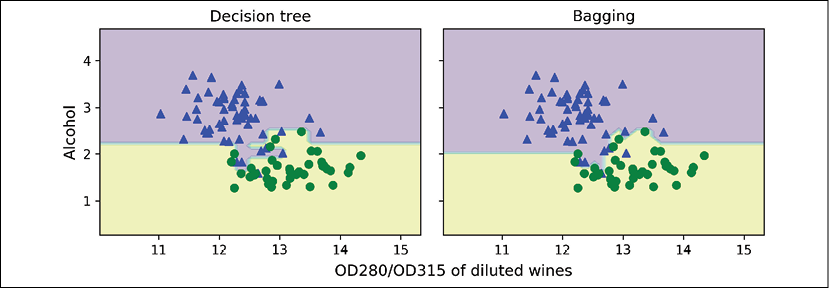 Decision tree
Bagging
Alcohol
4
3
2
1
11 12 13 14 15
11 12 13 14 15
OD280/OD315 of diluted wines